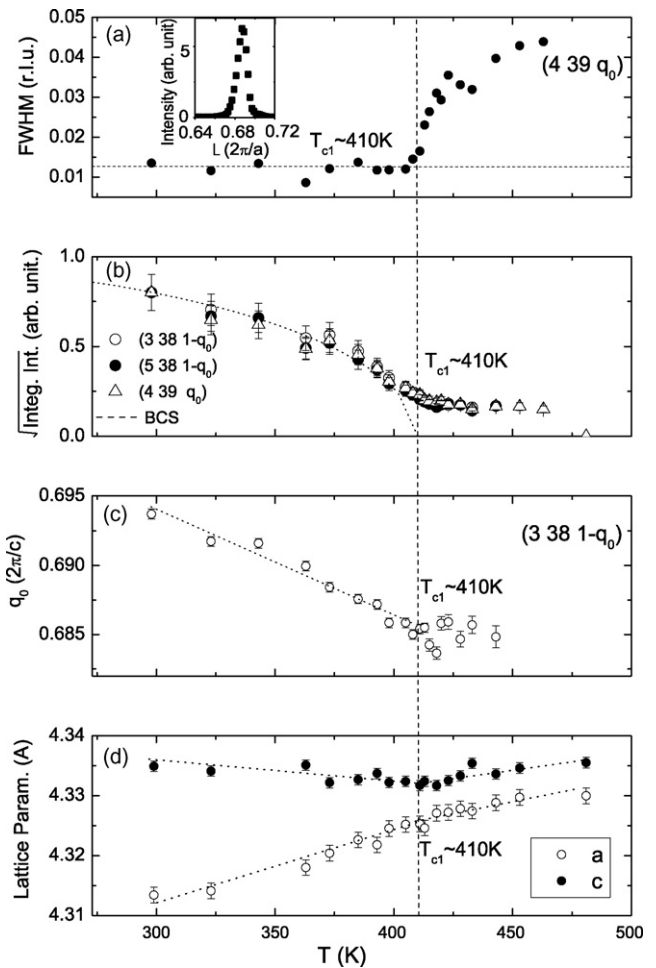 0.05
0.04
0.03
0.02
0.01
FWHM (r.l.u.)
(a)
Intensity (arb. unit)
5
0
0.64 0.68 0.72
L (2π/a)
T_c1~410K
(4 39 q_0)
1.0
0.5
0.0
√Integ. Int. (arb. unit.)
(b)
(3 38 1-q_0)
(5 38 1-q_0)
(4 39 q_0)
BCS
T_c1~410K
0.695
0.690
0.685
q_0 (2π/c)
(c)
(3 38 1-q_0)
T_c1~410K
4.34
4.33
4.32
4.31
Lattice Param. (A)
(d)
T_c1~410K
a
c
300 350 400 450 500
T (K)